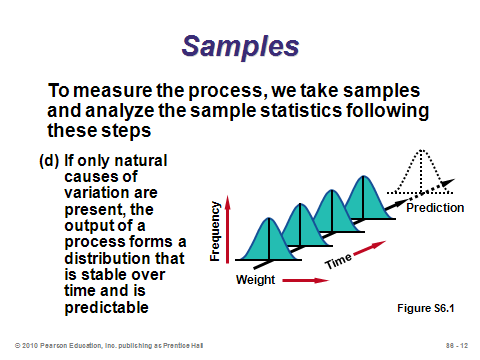 Samples
To measure the process, we take samples
and analyze the sample statistics following
these steps
(d) If only natural
causes of
variation are
present, the
output of a
process forms a
distribution that
is stable over
time and is
predictable
Frequency
Prediction
Time
Weight
Figure S6.1
© 2010 Pearson Education, Inc. publishing as Prentice Hall
S6 - 12